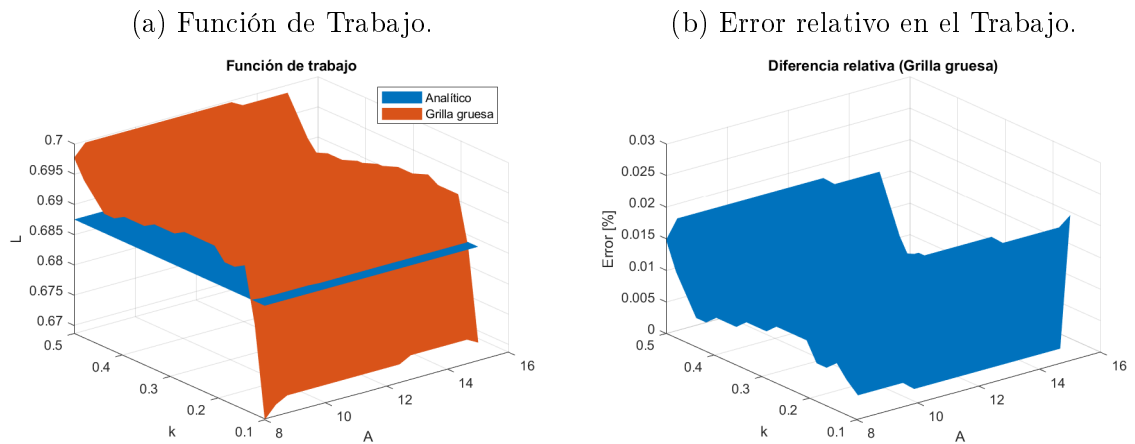 (a) Función de Trabajo.
Función de trabajo
Analítico
Grilla gruesa
0.7
0.695
0.69
0.685
0.68
0.675
0.67
L
0.5
0.4
0.3
0.2
0.1
k
8
10
12
14
16
A
(b) Error relativo en el Trabajo.
Diferencia relativa (Grilla gruesa)
0.03
0.025
0.02
0.015
0.01
0.005
0
Error [%]
0.5
0.4
0.3
0.2
0.1
k
8
10
12
14
16
A